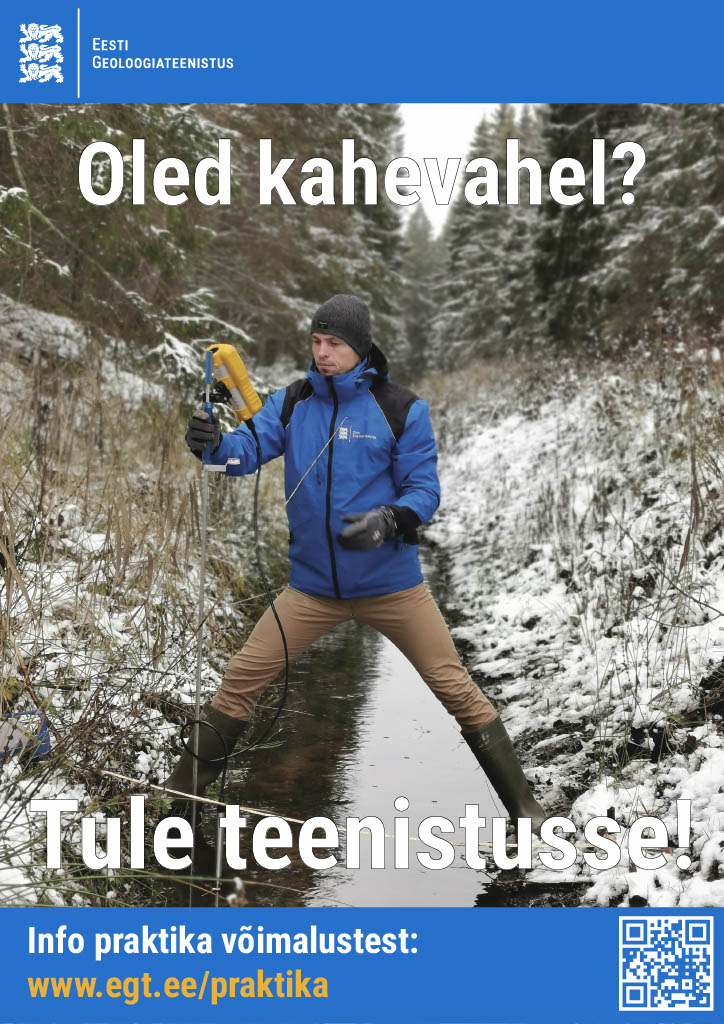 EESTI
GEOLOOGIATEENISTUS
Oled kahevahel?
Tule teenistusse!
Info praktika võimalustest:
www.egt.ee/praktika